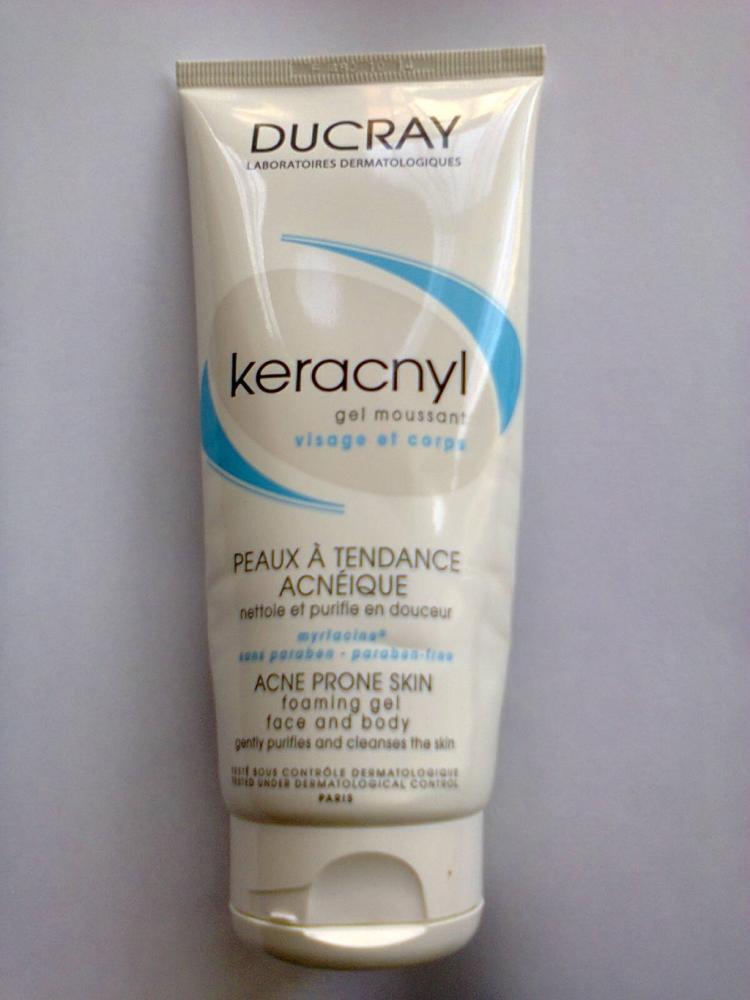 DUCRAY
LABORATOIRES DERMATOLOGIQUES
keracnyl
gel moussant
visage et corps
PEAUX À TENDANCE
ACNÉIQUE
nettoie et purifie en douceur
myrtacine®
sans paraben - paraben-free
ACNE PRONE SKIN
foaming gel
face and body
gently purifies and cleanses the skin
TESTÉ SOUS CONTRÔLE DERMATOLOGIQUE
TESTED UNDER DERMATOLOGICAL CONTROL
PARIS